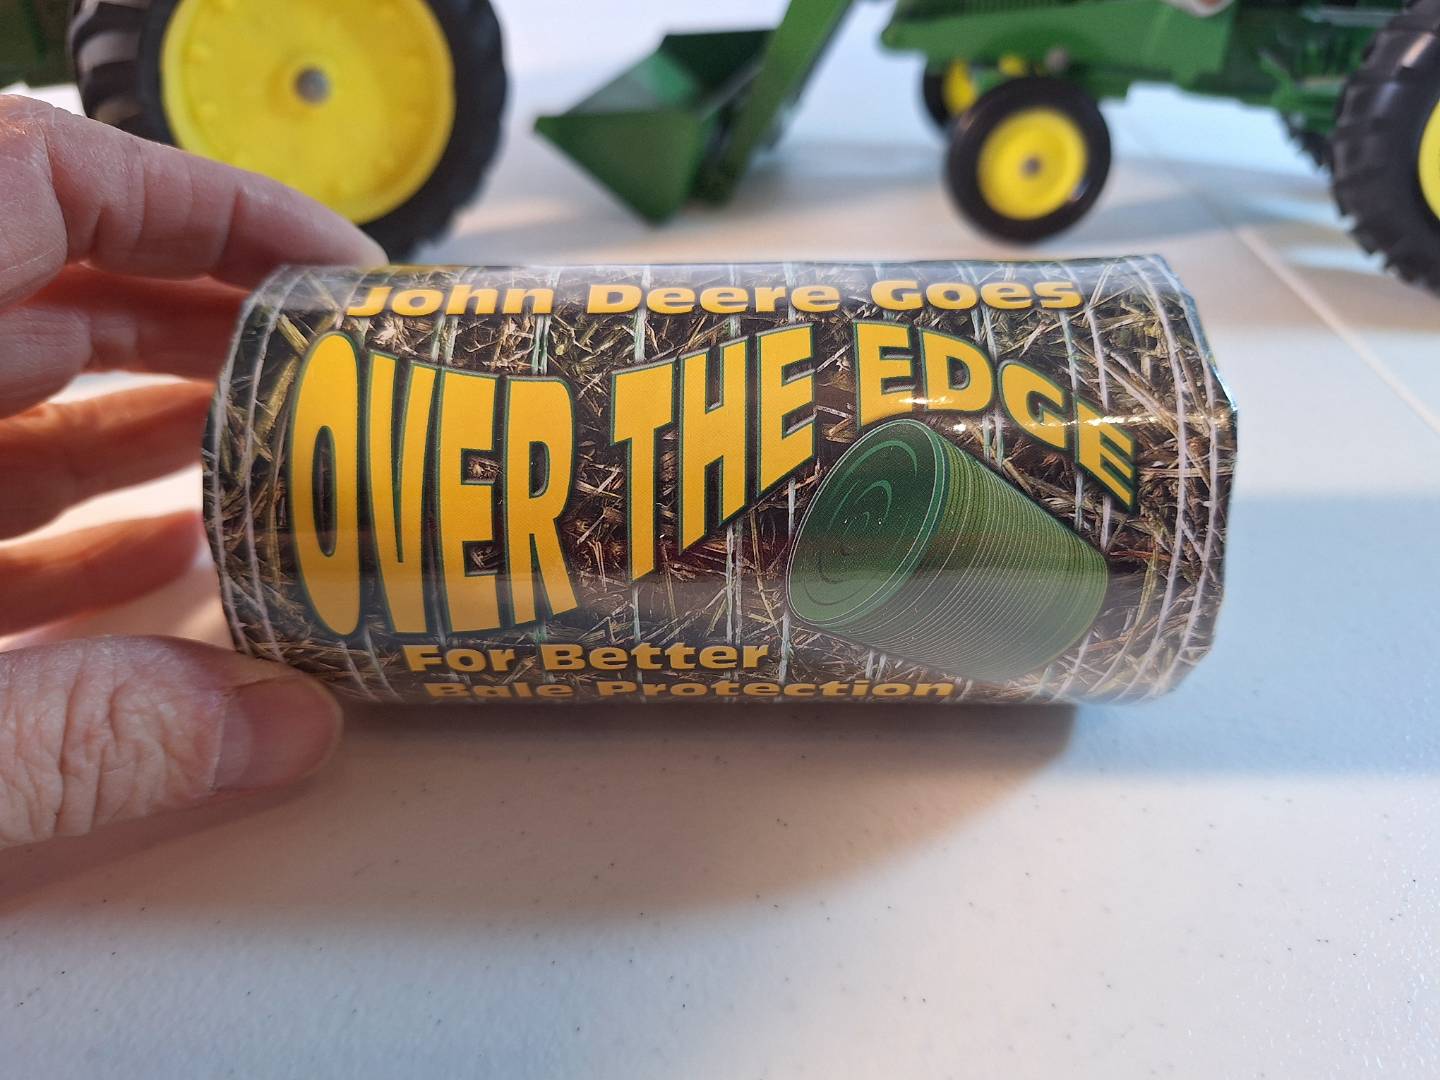 John Deere Goes
OVER THE EDGE
For Better
Bale Protection